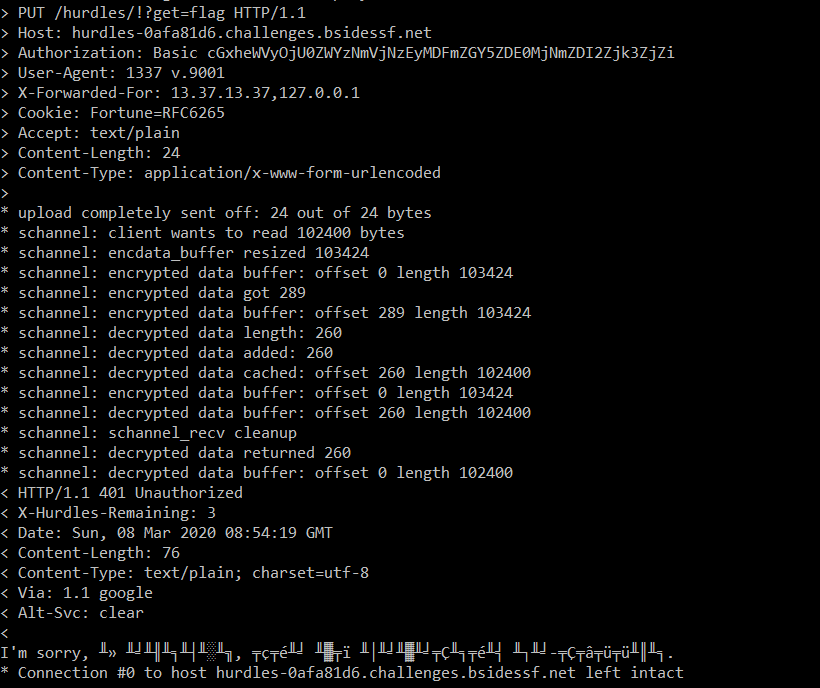 > PUT /hurdles/!?get=flag HTTP/1.1
> Host: hurdles-0afa81d6.challenges.bsidessf.net
> Authorization: Basic cGxheWVyOjU0ZWYzNmVjNzEyMDFmZGY5ZDE0MjNmZDI2Zjk3ZjZi
> User-Agent: 1337 v.9001
> X-Forwarded-For: 13.37.13.37,127.0.0.1
> Cookie: Fortune=RFC6265
> Accept: text/plain
> Content-Length: 24
> Content-Type: application/x-www-form-urlencoded
>
* upload completely sent off: 24 out of 24 bytes
* schannel: client wants to read 102400 bytes
* schannel: encdata_buffer resized 103424
* schannel: encrypted data buffer: offset 0 length 103424
* schannel: encrypted data got 289
* schannel: encrypted data buffer: offset 289 length 103424
* schannel: decrypted data length: 260
* schannel: decrypted data added: 260
* schannel: decrypted data cached: offset 260 length 102400
* schannel: encrypted data buffer: offset 0 length 103424
* schannel: decrypted data buffer: offset 260 length 102400
* schannel: schannel_recv cleanup
* schannel: decrypted data returned 260
* schannel: decrypted data buffer: offset 0 length 102400
< HTTP/1.1 401 Unauthorized
< X-Hurdles-Remaining: 3
< Date: Sun, 08 Mar 2020 08:54:19 GMT
< Content-Length: 76
< Content-Type: text/plain; charset=utf-8
< Via: 1.1 google
< Alt-Svc: clear
<
I'm sorry,
* Connection #0 to host hurdles-0afa81d6.challenges.bsidessf.net left intact